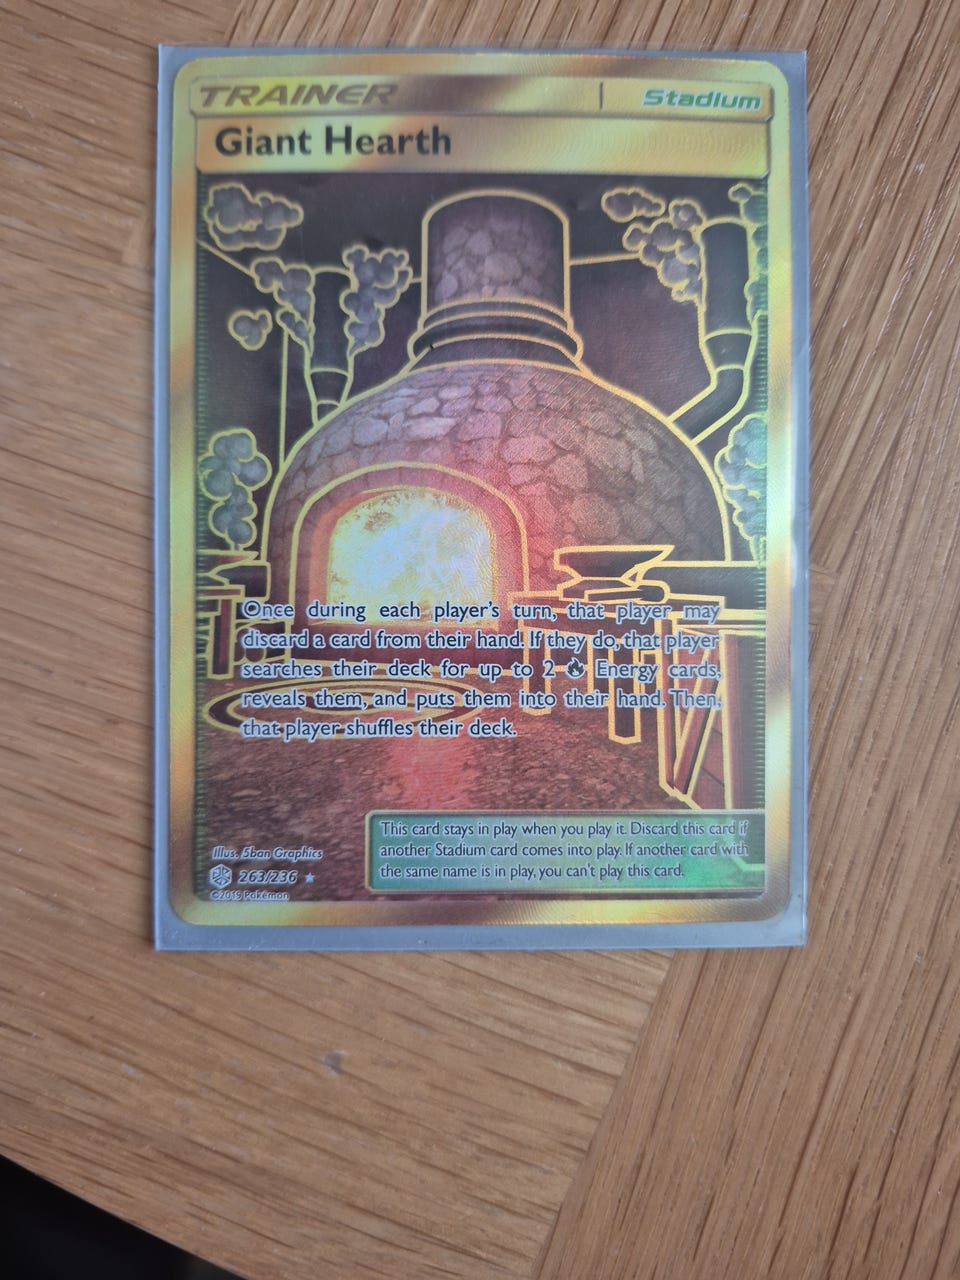 TRAINER
Stadium
Giant Hearth
Once during each player's turn, that player may
discard a card from their hand. If they do, that player
searches their deck for up to 2 Energy cards,
reveals them, and puts them into their hand. Then,
that player shuffles their deck.
This card stays in play when you play it. Discard this card if
another Stadium card comes into play. If another card with
the same name is in play, you can't play this card.
Illus. 5ban Graphics
263/236 ★
©2019 Pokémon